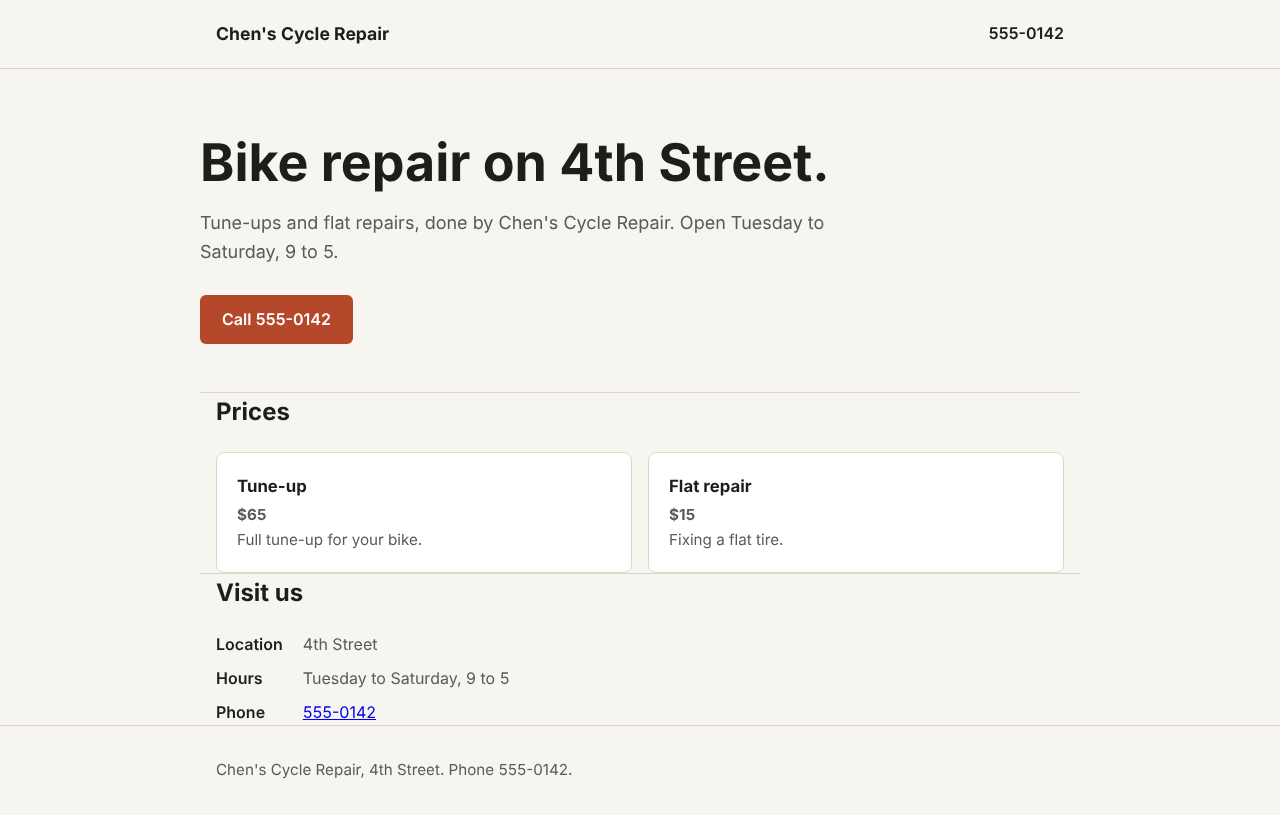 Chen's Cycle Repair
555-0142
Bike repair on 4th Street.
Tune-ups and flat repairs, done by Chen's Cycle Repair. Open Tuesday to
Saturday, 9 to 5.
Call 555-0142
Prices
Tune-up
$65
Full tune-up for your bike.
Flat repair
$15
Fixing a flat tire.
Visit us
Location 4th Street
Hours Tuesday to Saturday, 9 to 5
Phone 555-0142
Chen's Cycle Repair, 4th Street. Phone 555-0142.